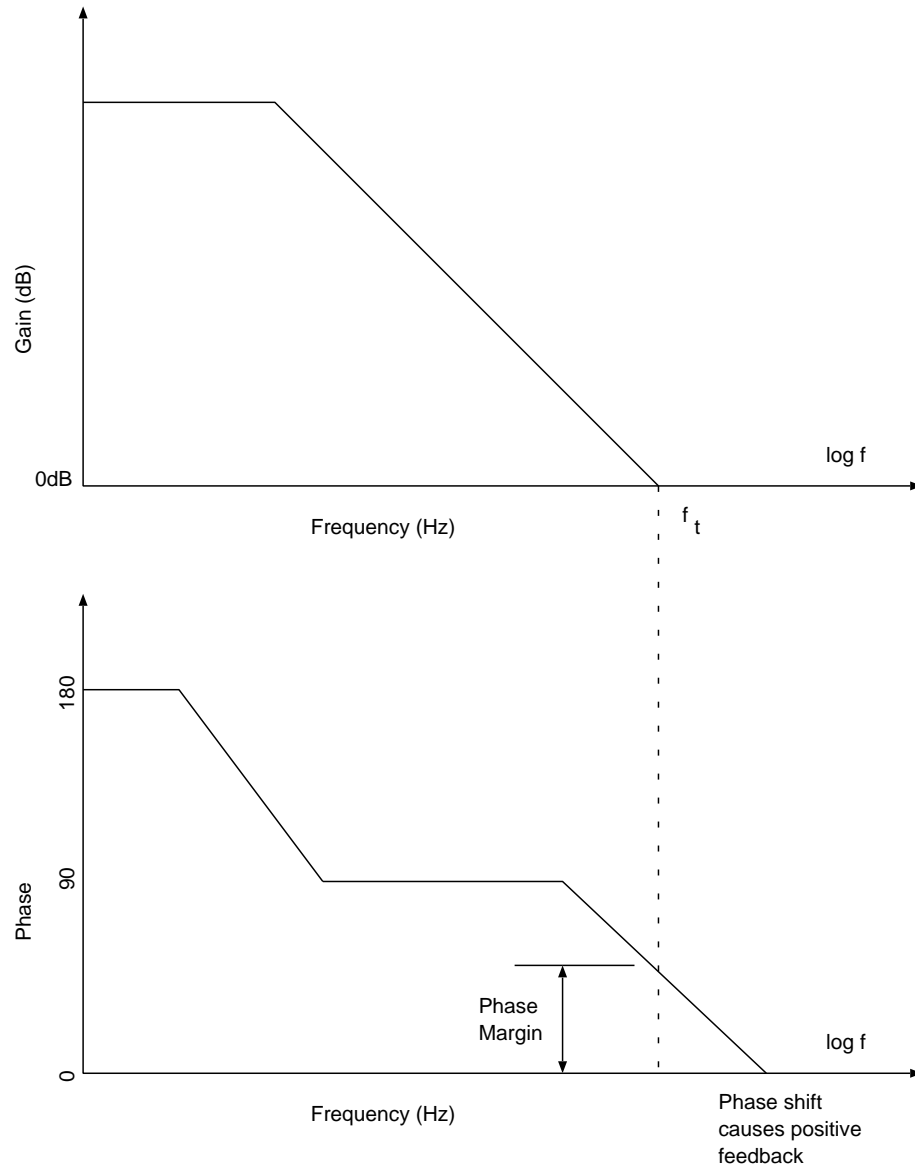 Gain (dB)
0dB
log f
Frequency (Hz)
f t
180
90
Phase
Phase
Margin
0
log f
Frequency (Hz)
Phase shift
causes positive
feedback